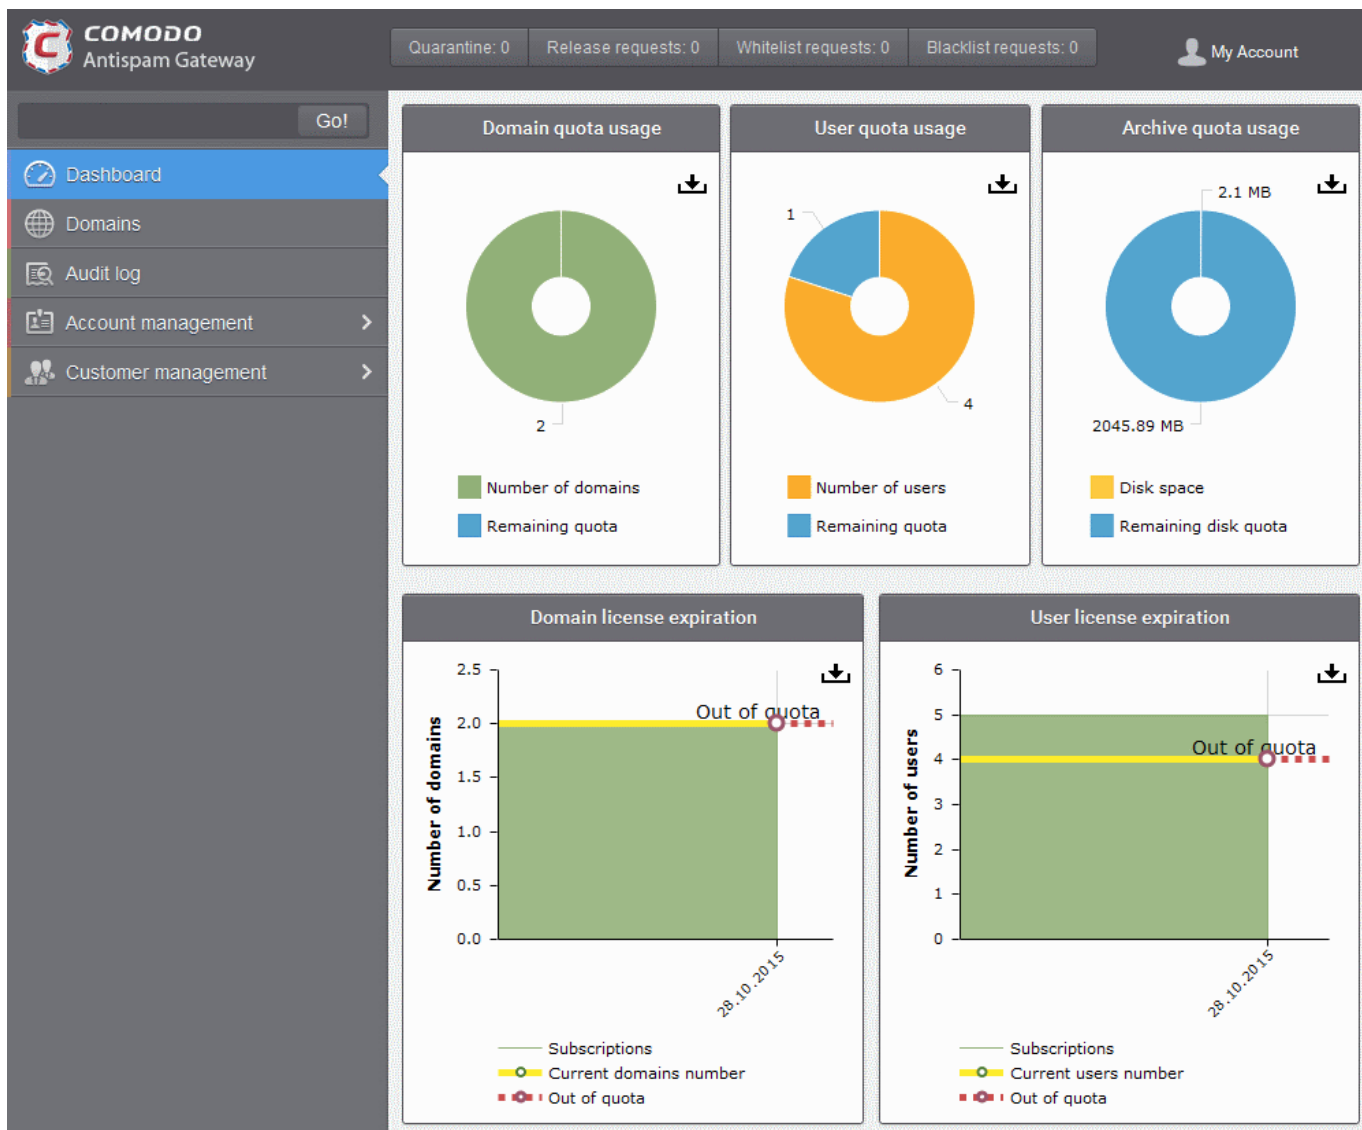 COMODO
Antispam Gateway
Quarantine: 0
Release requests: 0
Whitelist requests: 0
Blacklist requests: 0
My Account
Go!
Dashboard
Domains
Audit log
Account management
Customer management
Domain quota usage
2
Number of domains
Remaining quota
User quota usage
1
4
Number of users
Remaining quota
Archive quota usage
2.1 MB
2045.89 MB
Disk space
Remaining disk quota
Domain license expiration
Number of domains
2.5
2.0
1.5
1.0
0.5
0.0
Out of quota
28.10.2015
Subscriptions
Current domains number
Out of quota
User license expiration
Number of users
6
5
4
3
2
1
0
Out of quota
28.10.2015
Subscriptions
Current users number
Out of quota